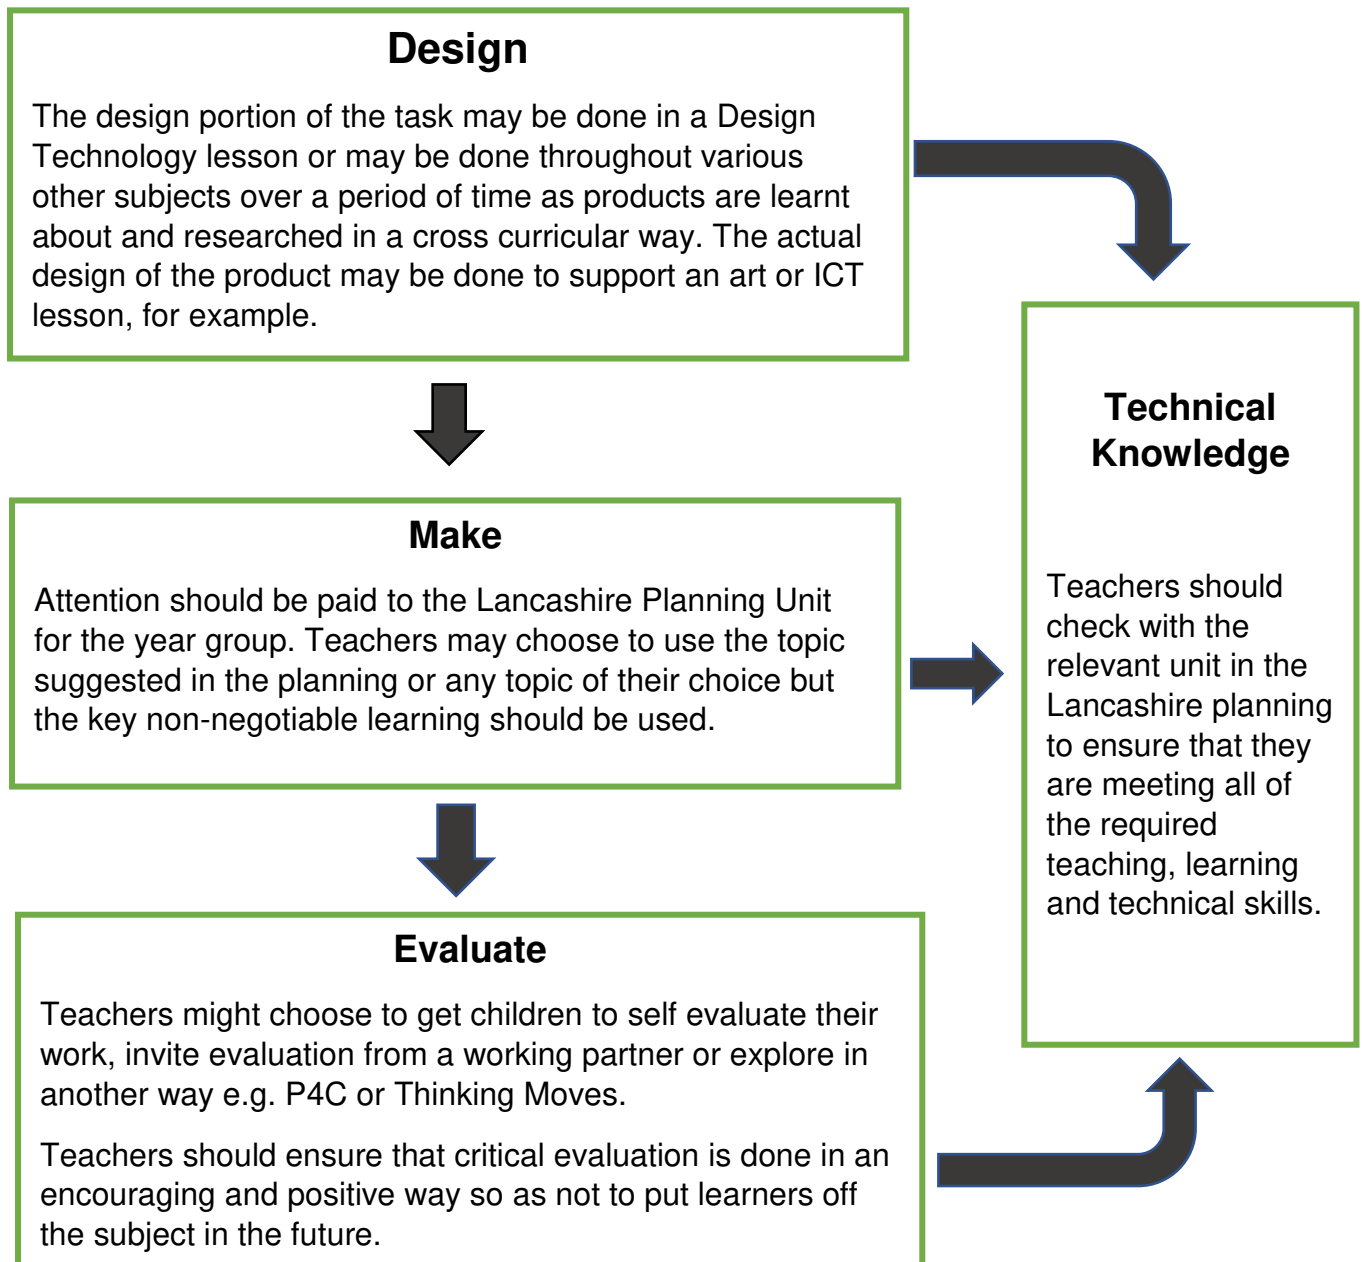 Design
The design portion of the task may be done in a Design
Technology lesson or may be done throughout various
other subjects over a period of time as products are learnt
about and researched in a cross curricular way. The actual
design of the product may be done to support an art or ICT
lesson, for example.
Make
Attention should be paid to the Lancashire Planning Unit
for the year group. Teachers may choose to use the topic
suggested in the planning or any topic of their choice but
the key non-negotiable learning should be used.
Evaluate
Teachers might choose to get children to self evaluate their
work, invite evaluation from a working partner or explore in
another way e.g. P4C or Thinking Moves.
Teachers should ensure that critical evaluation is done in an
encouraging and positive way so as not to put learners off
the subject in the future.
Technical
Knowledge
Teachers should
check with the
relevant unit in the
Lancashire planning
to ensure that they
are meeting all of
the required
teaching, learning
and technical skills.